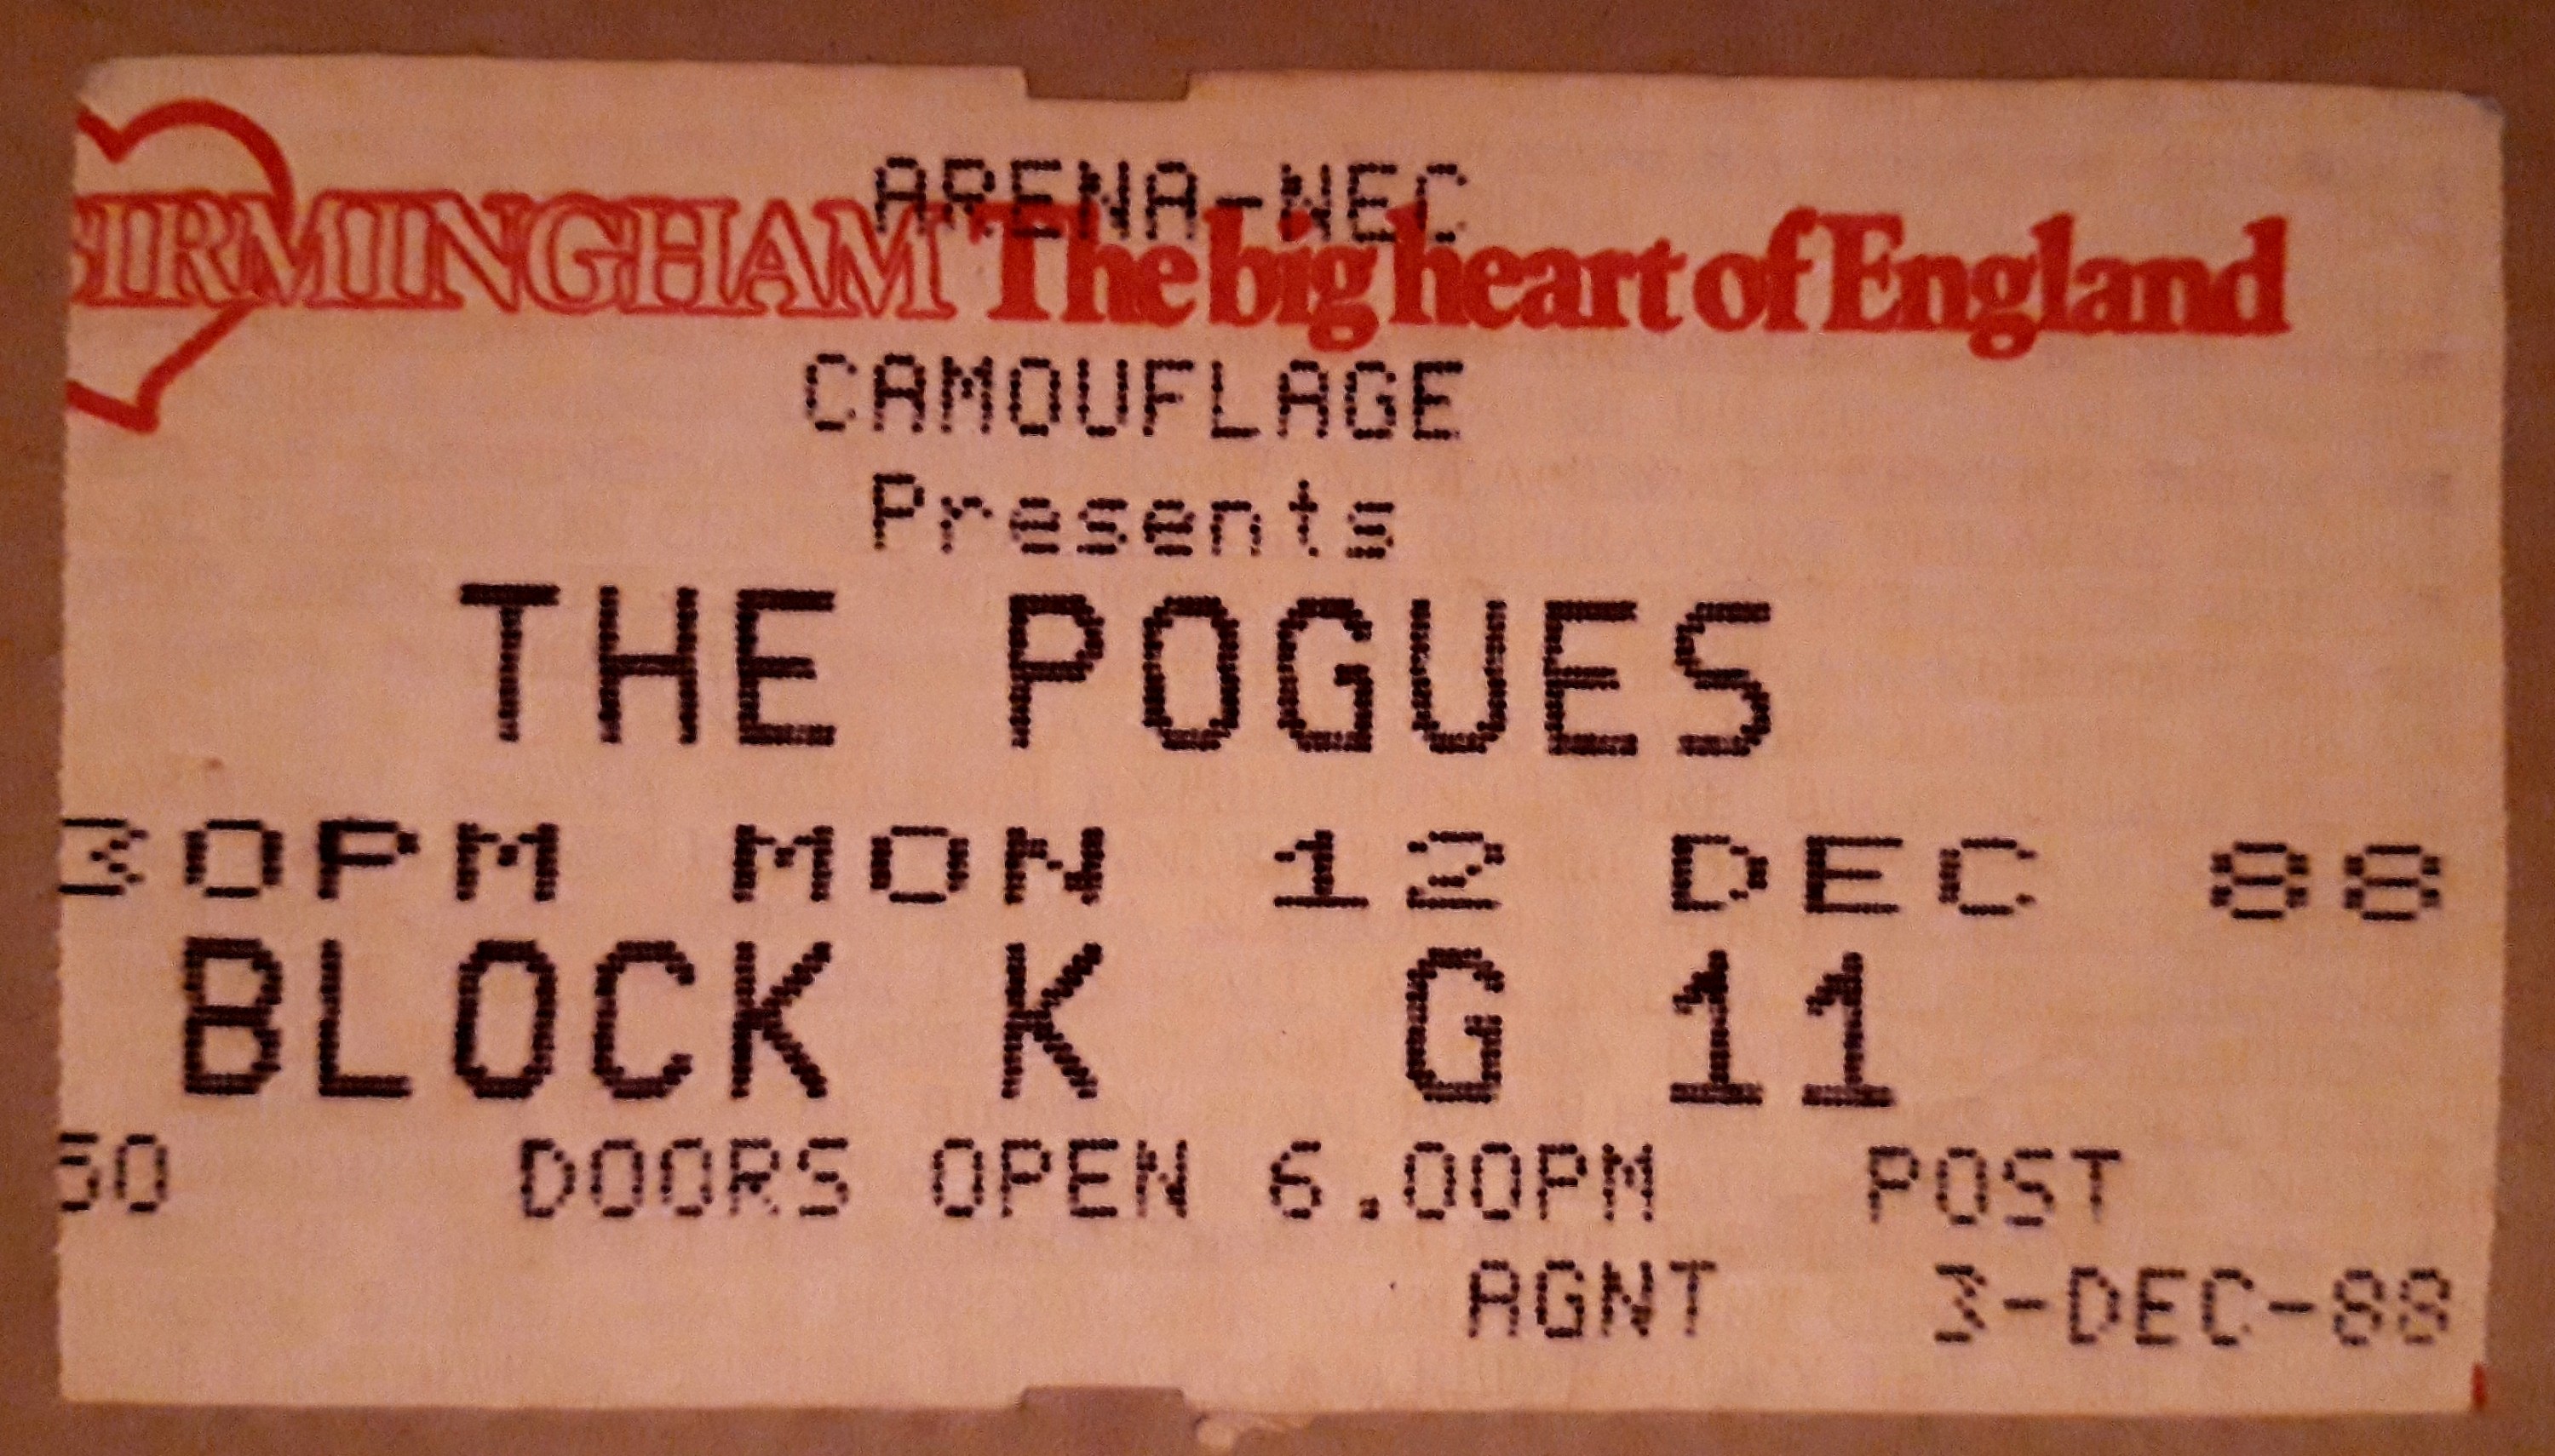 ARENA-NEC
BIRMINGHAM The big heart of England
CAMOUFLAGE
Presents
THE POGUES
30PM MON 12 DEC 88
BLOCK K G 11
50 DOORS OPEN 6.00PM POST
AGNT 3-DEC-88